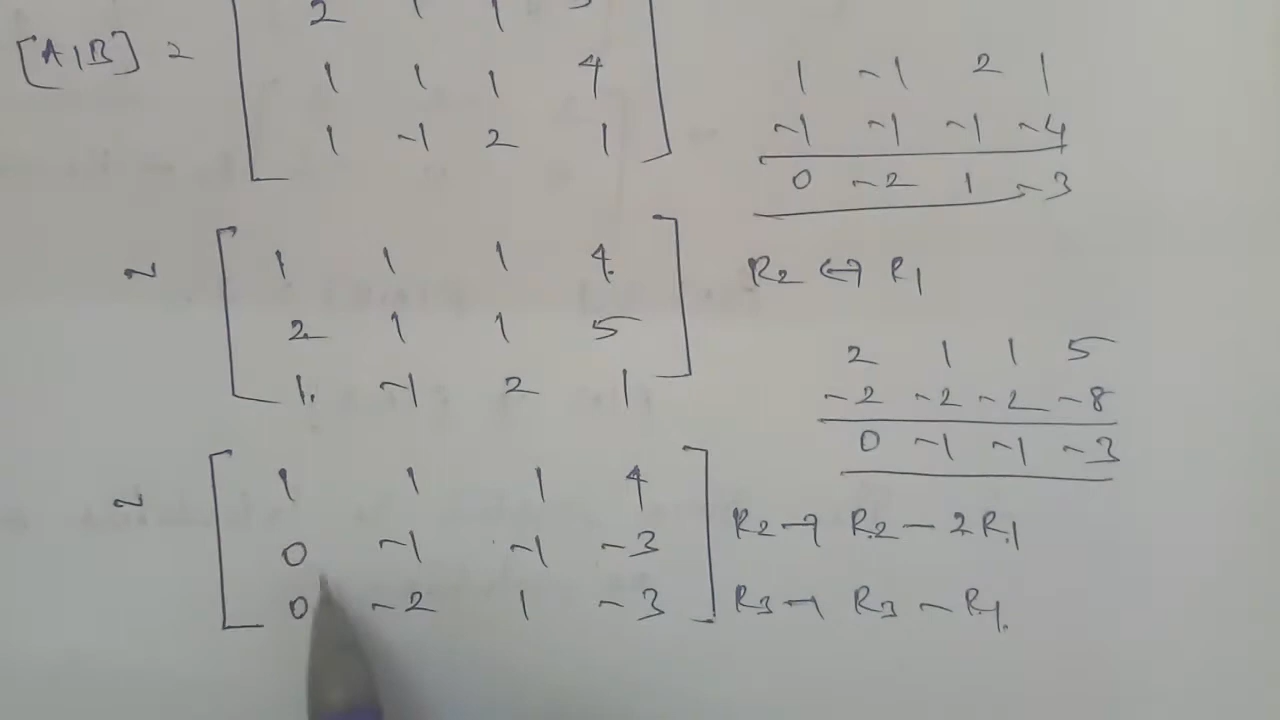 2 1 1 5
[A|B] = 1 1 1 4
1 -1 2 1
1 -1 2 1
-1 -1 -1 -4
0 -2 1 -3
~ 1 1 1 4
2 1 1 5
1 -1 2 1
R2 ↔ R1
2 1 1 5
-2 -2 -2 -8
0 -1 -1 -3
~ 1 1 1 4
0 -1 -1 -3 R2 → R2 - 2R1
0 -2 1 -3 R3 → R3 - R1